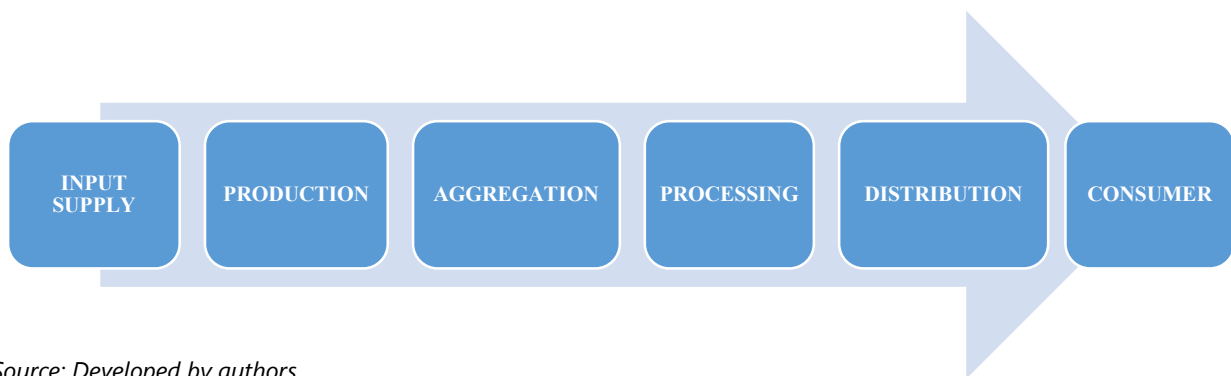 INPUT
SUPPLY
PRODUCTION
AGGREGATION
PROCESSING
DISTRIBUTION
CONSUMER
Source: Developed by authors